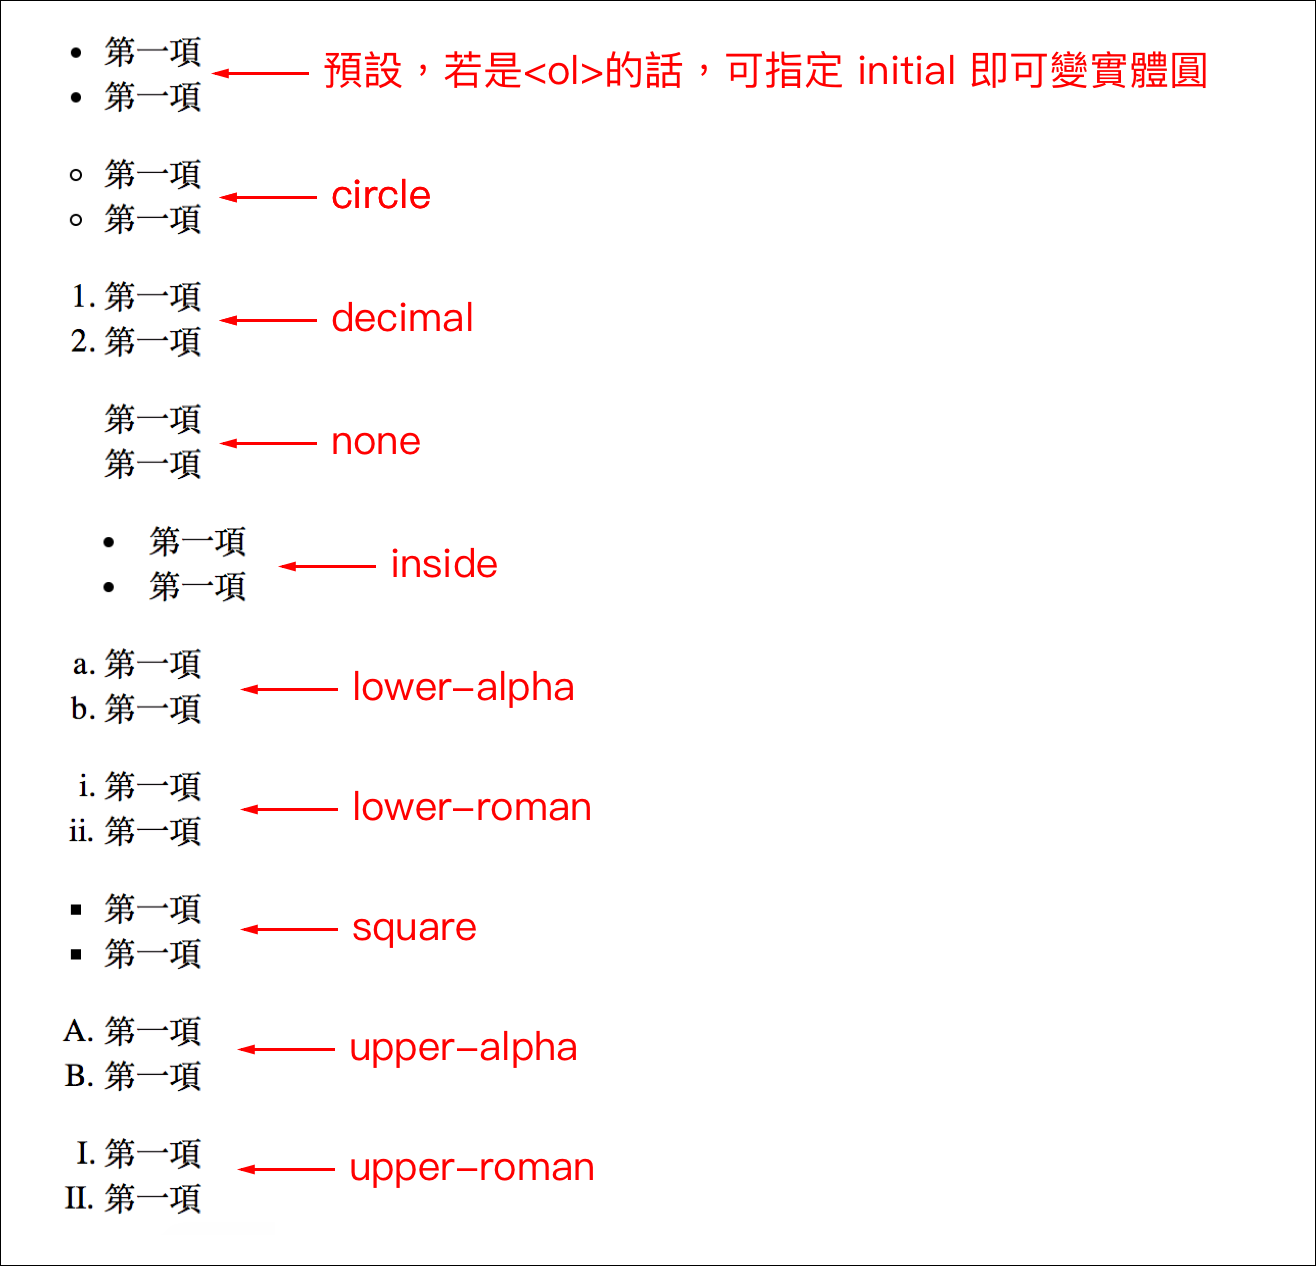 • 第一項
預設，若是<ol>的話，可指定 initial 即可變實體圓
• 第一項
○ 第一項
circle
○ 第一項
1. 第一項
decimal
2. 第一項
第一項
none
第一項
• 第一項
inside
• 第一項
a. 第一項
lower-alpha
b. 第一項
i. 第一項
lower-roman
ii. 第一項
■ 第一項
square
■ 第一項
A. 第一項
upper-alpha
B. 第一項
I. 第一項
upper-roman
II. 第一項